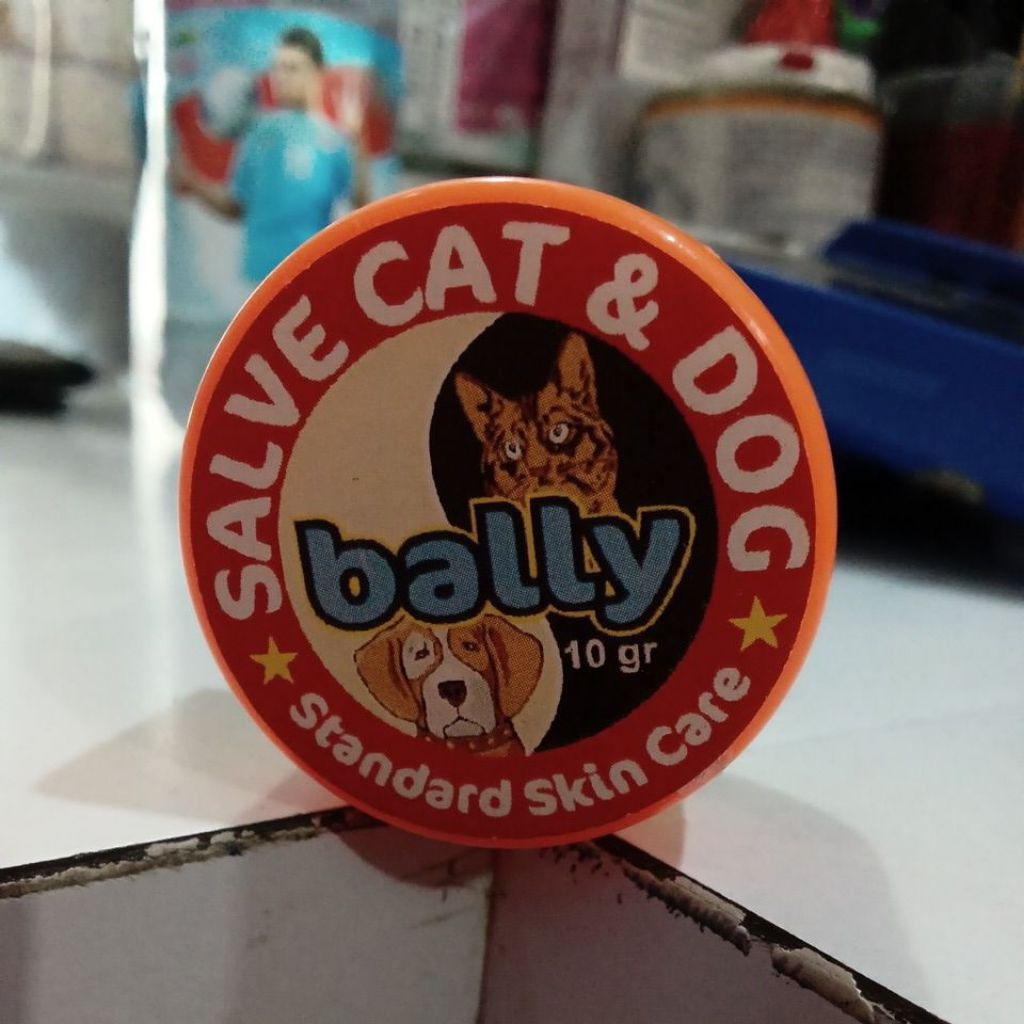 SALVE CAT & DOG
bally
10 gr
Standard Skin Care